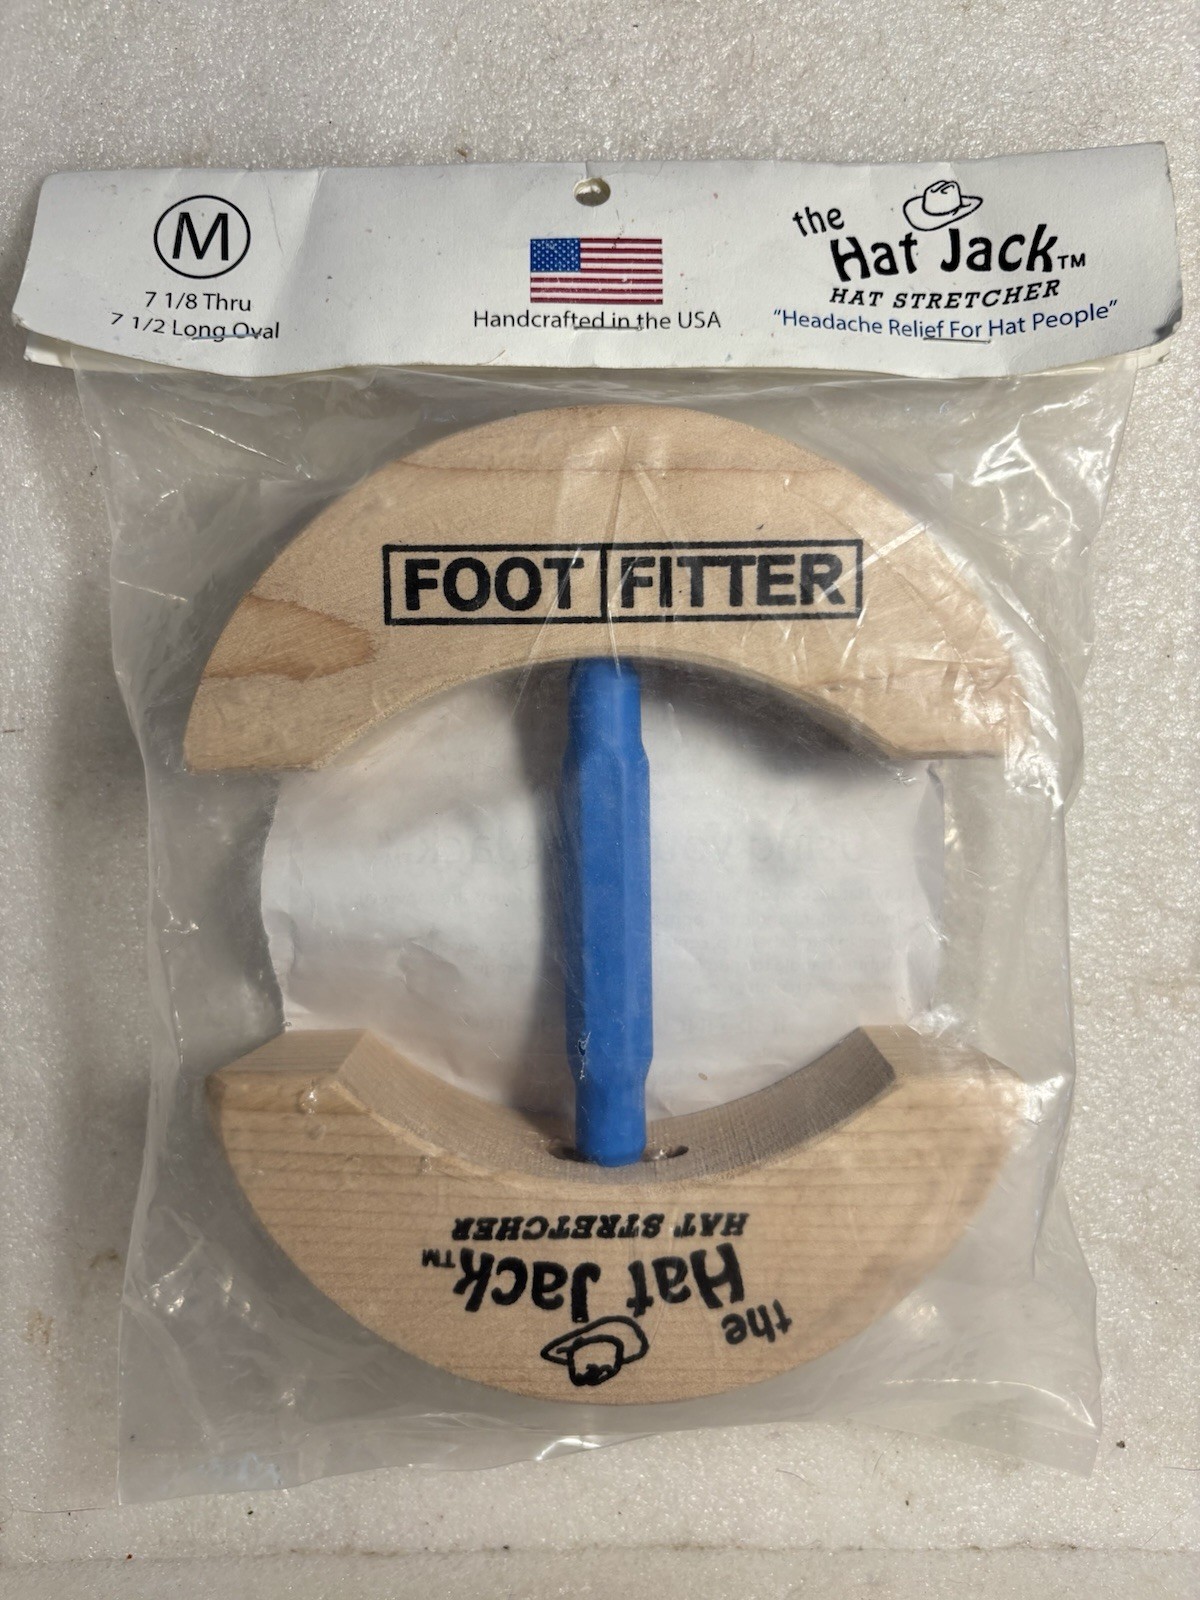 M
7 1/8 Thru
7 1/2 Long Oval
Handcrafted in the USA
the
Hat Jack™
HAT STRETCHER
“Headache Relief For Hat People”
FOOT FITTER
the
Hat Jack™
HAT STRETCHER